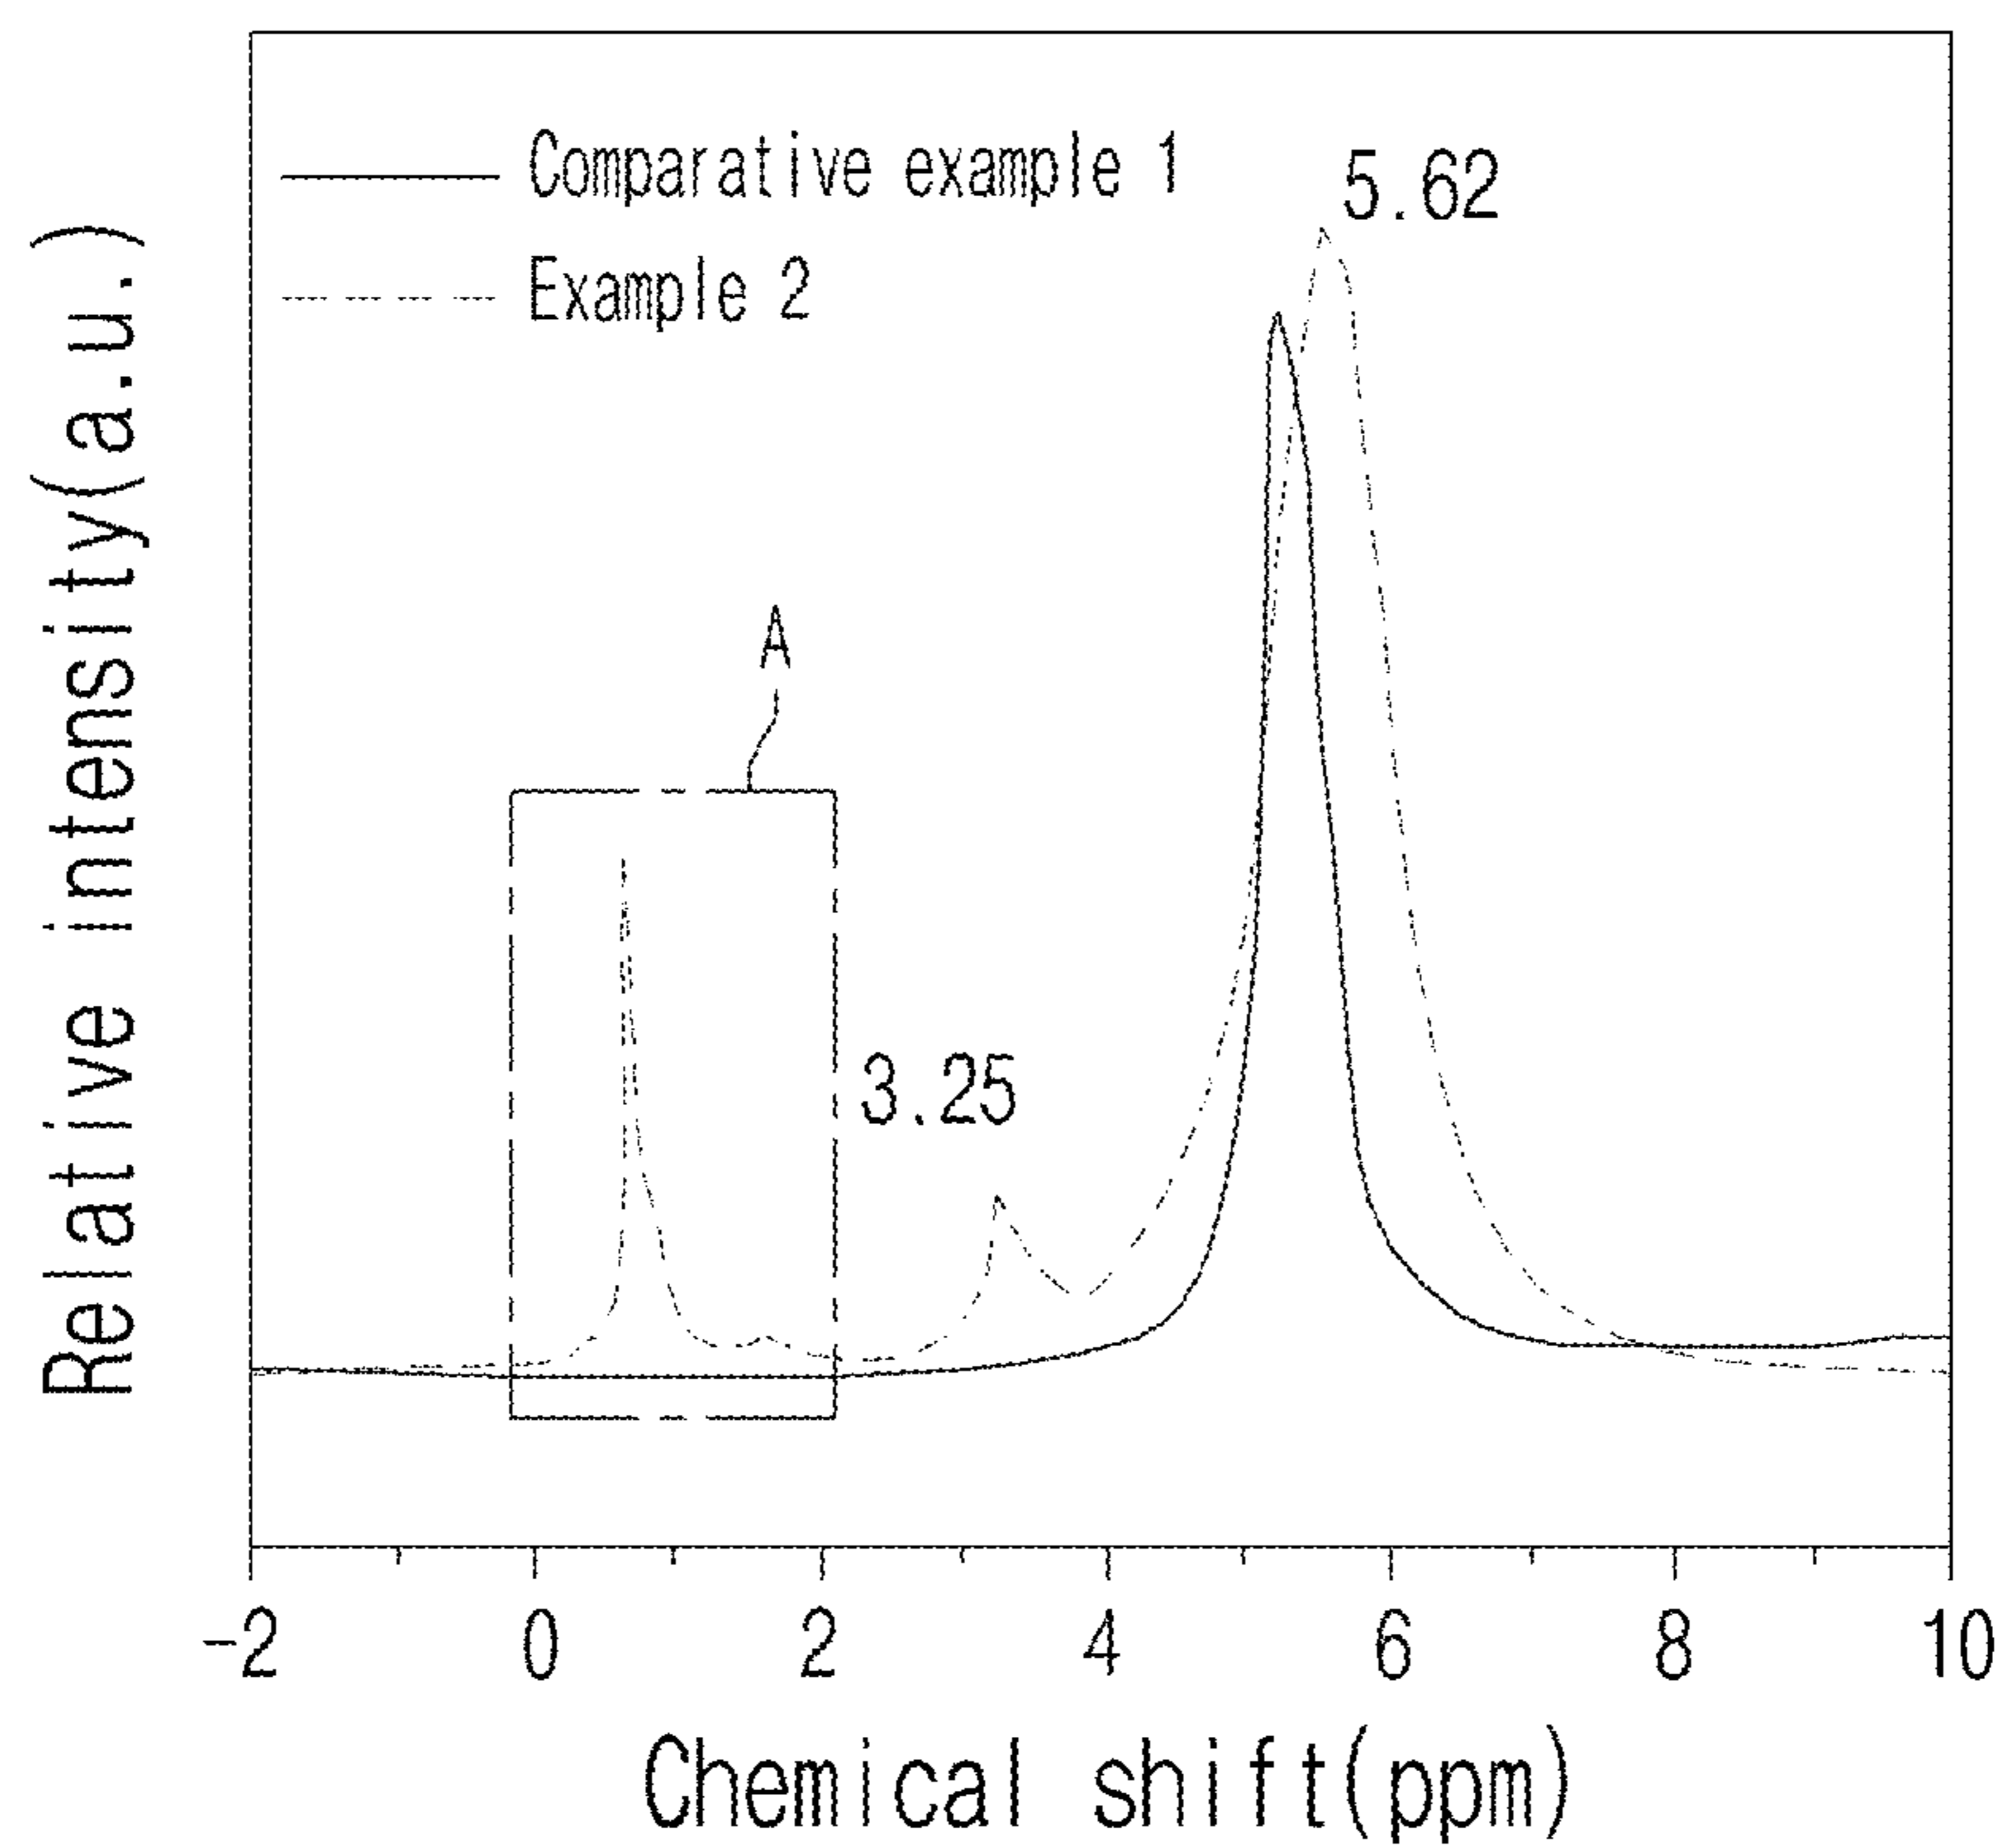 Comparative example 1
Example 2
5.62
A
3.25
Relative intensity(a.u.)
-2 0 2 4 6 8 10
Chemical shift(ppm)